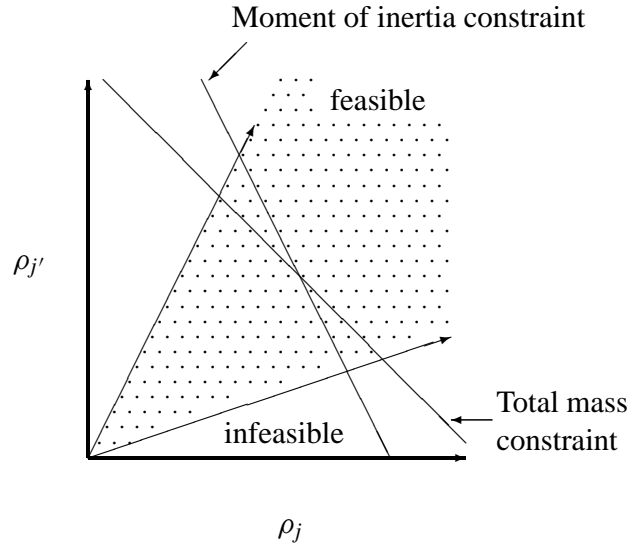 Moment of inertia constraint
feasible
ρj′
infeasible
Total mass
constraint
ρj